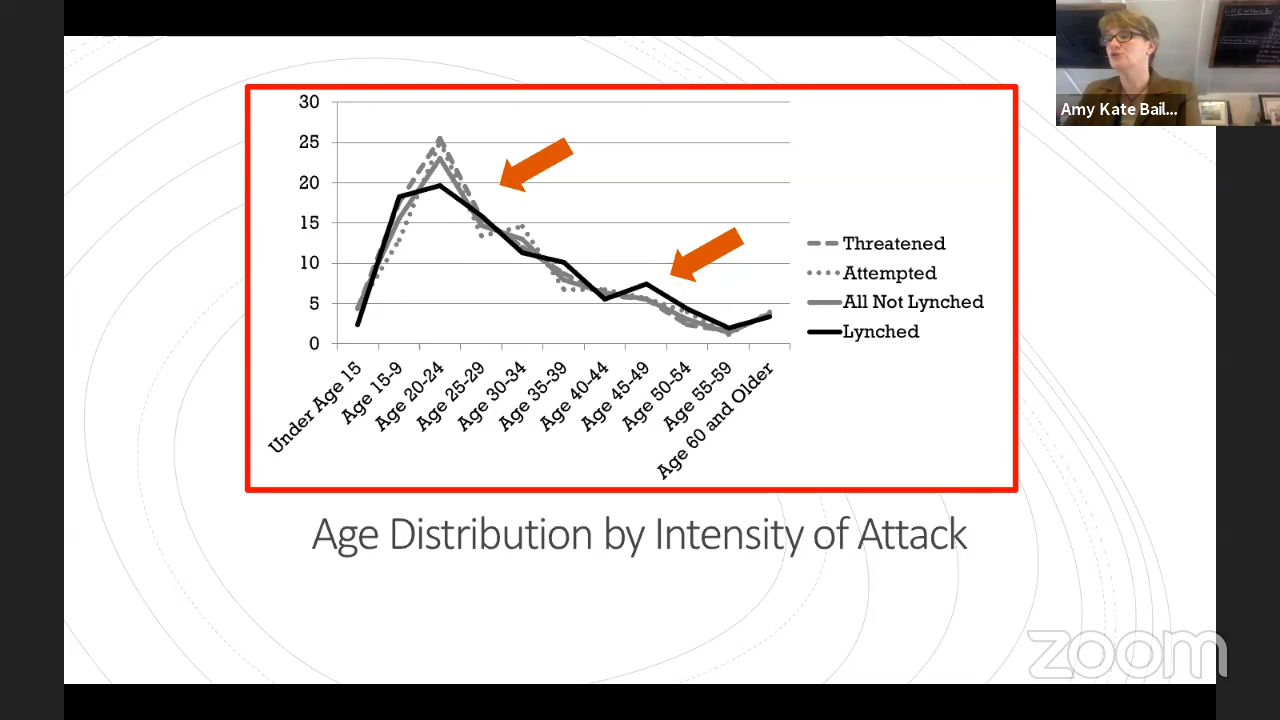 Amy Kate Bail...
30
25
20
15
10
5
0
Under Age 15
Age 15-9
Age 20-24
Age 25-29
Age 30-34
Age 35-39
Age 40-44
Age 45-49
Age 50-54
Age 55-59
Age 60 and Older
Threatened
Attempted
All Not Lynched
Lynched
Age Distribution by Intensity of Attack
zoom